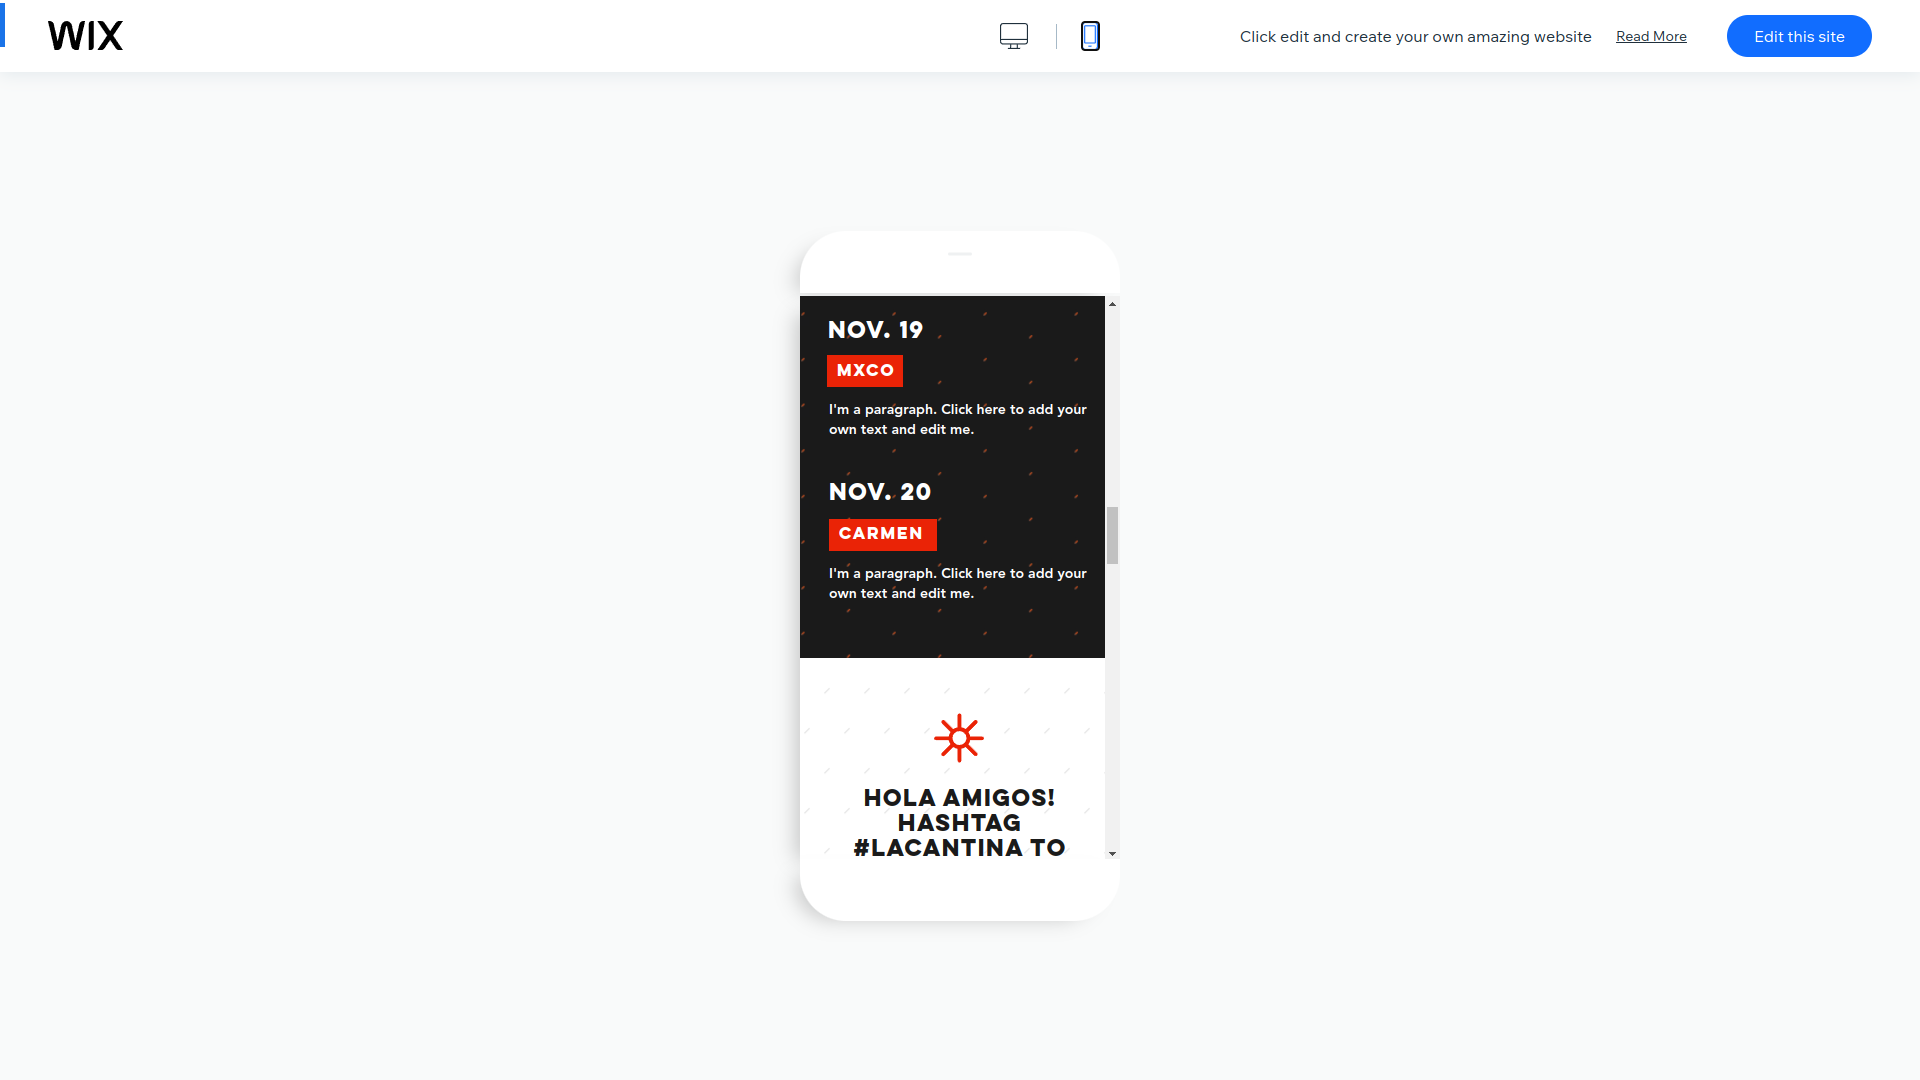 WIX
Click edit and create your own amazing website
Read More
Edit this site
NOV. 19
MXCO
I'm a paragraph. Click here to add your
own text and edit me.
NOV. 20
CARMEN
I'm a paragraph. Click here to add your
own text and edit me.
HOLA AMIGOS!
HASHTAG
#LACANTINA TO